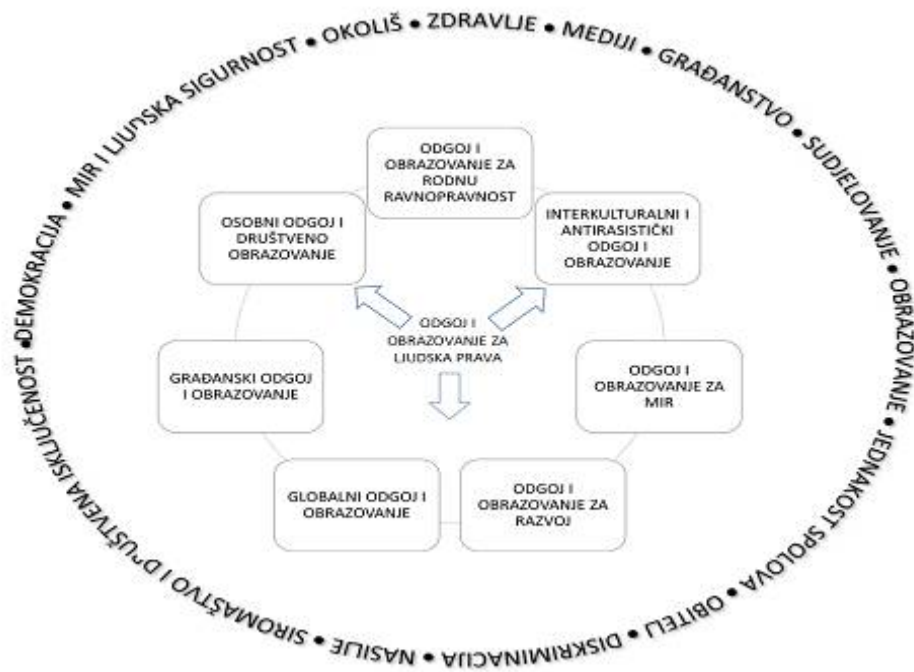 DEMOKRACIJA • MIR I LJUDSKA SIGURNOST • OKOLIŠ • ZDRAVLJE • MEDIJI • GRAĐANSTVO • SUDJELOVANJE • OBRAZOVANJE • JEDNAKOST SPOLOVA • OBITELJ • DISKRIMINACIJA • NASILJE • SIROMAŠTVO I DRUŠTVENA ISKLJUČENOST •
ODGOJ I
OBRAZOVANJE ZA
RODNU
RAVNOPRAVNOST
OSOBNI ODGOJ I
DRUŠTVENO
OBRAZOVANJE
INTERKULTURALNI I
ANTIRASISTIČKI
ODGOJ I
OBRAZOVANJE
ODGOJ I
OBRAZOVANJE ZA
LJUDSKA PRAVA
GRAĐANSKI ODGOJ
I OBRAZOVANJE
ODGOJ I
OBRAZOVANJE ZA
MIR
GLOBALNI ODGOJ I
OBRAZOVANJE
ODGOJ I
OBRAZOVANJE ZA
RAZVOJ